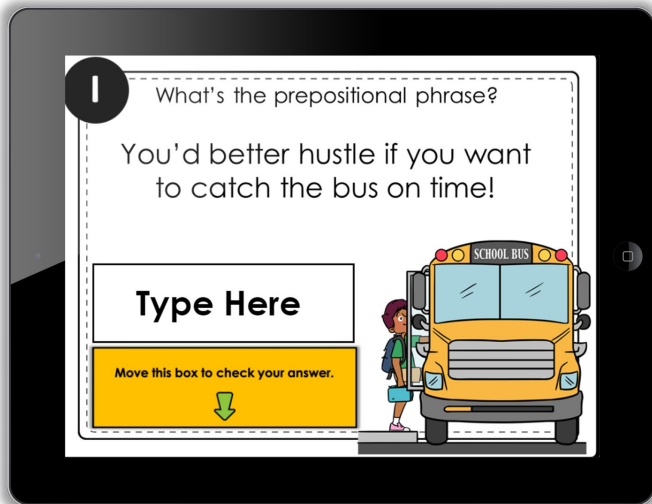 1
What's the prepositional phrase?
You'd better hustle if you want
to catch the bus on time!
SCHOOL BUS
Type Here
Move this box to check your answer.